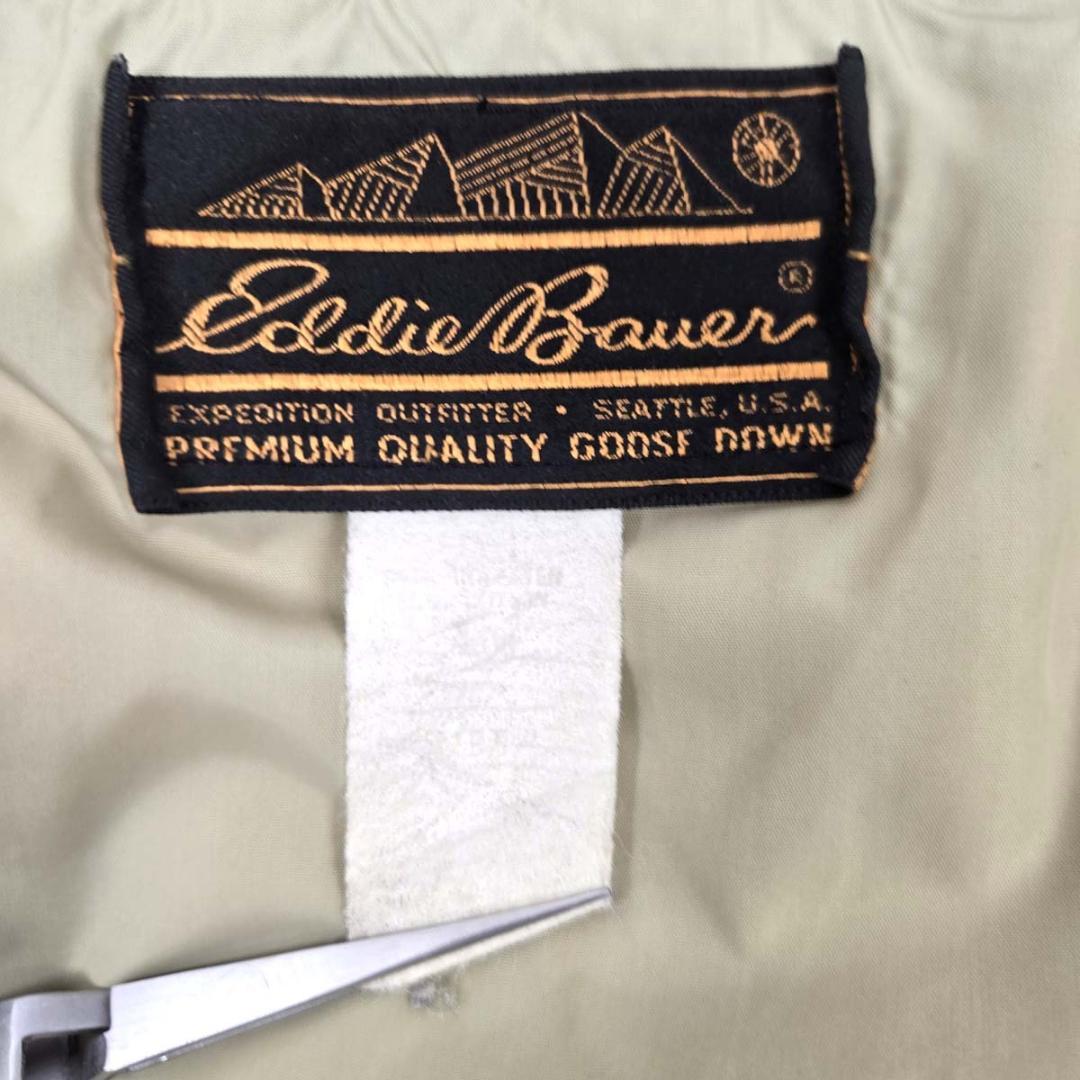 Eddie Bauer ®
EXPEDITION OUTFITTER • SEATTLE, U.S.A.
PREMIUM QUALITY GOOSE DOWN